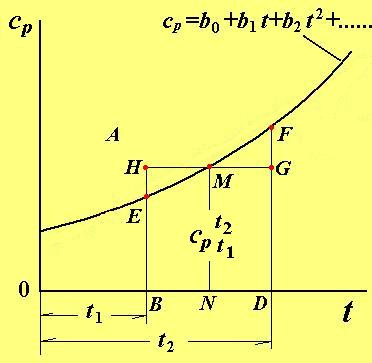 c_p
c_p = b_0 + b_1 t + b_2 t^2 + ......
A
F
H
M
G
E
c_p t_2 t_1
0
B
N
D
t
t_1
t_2